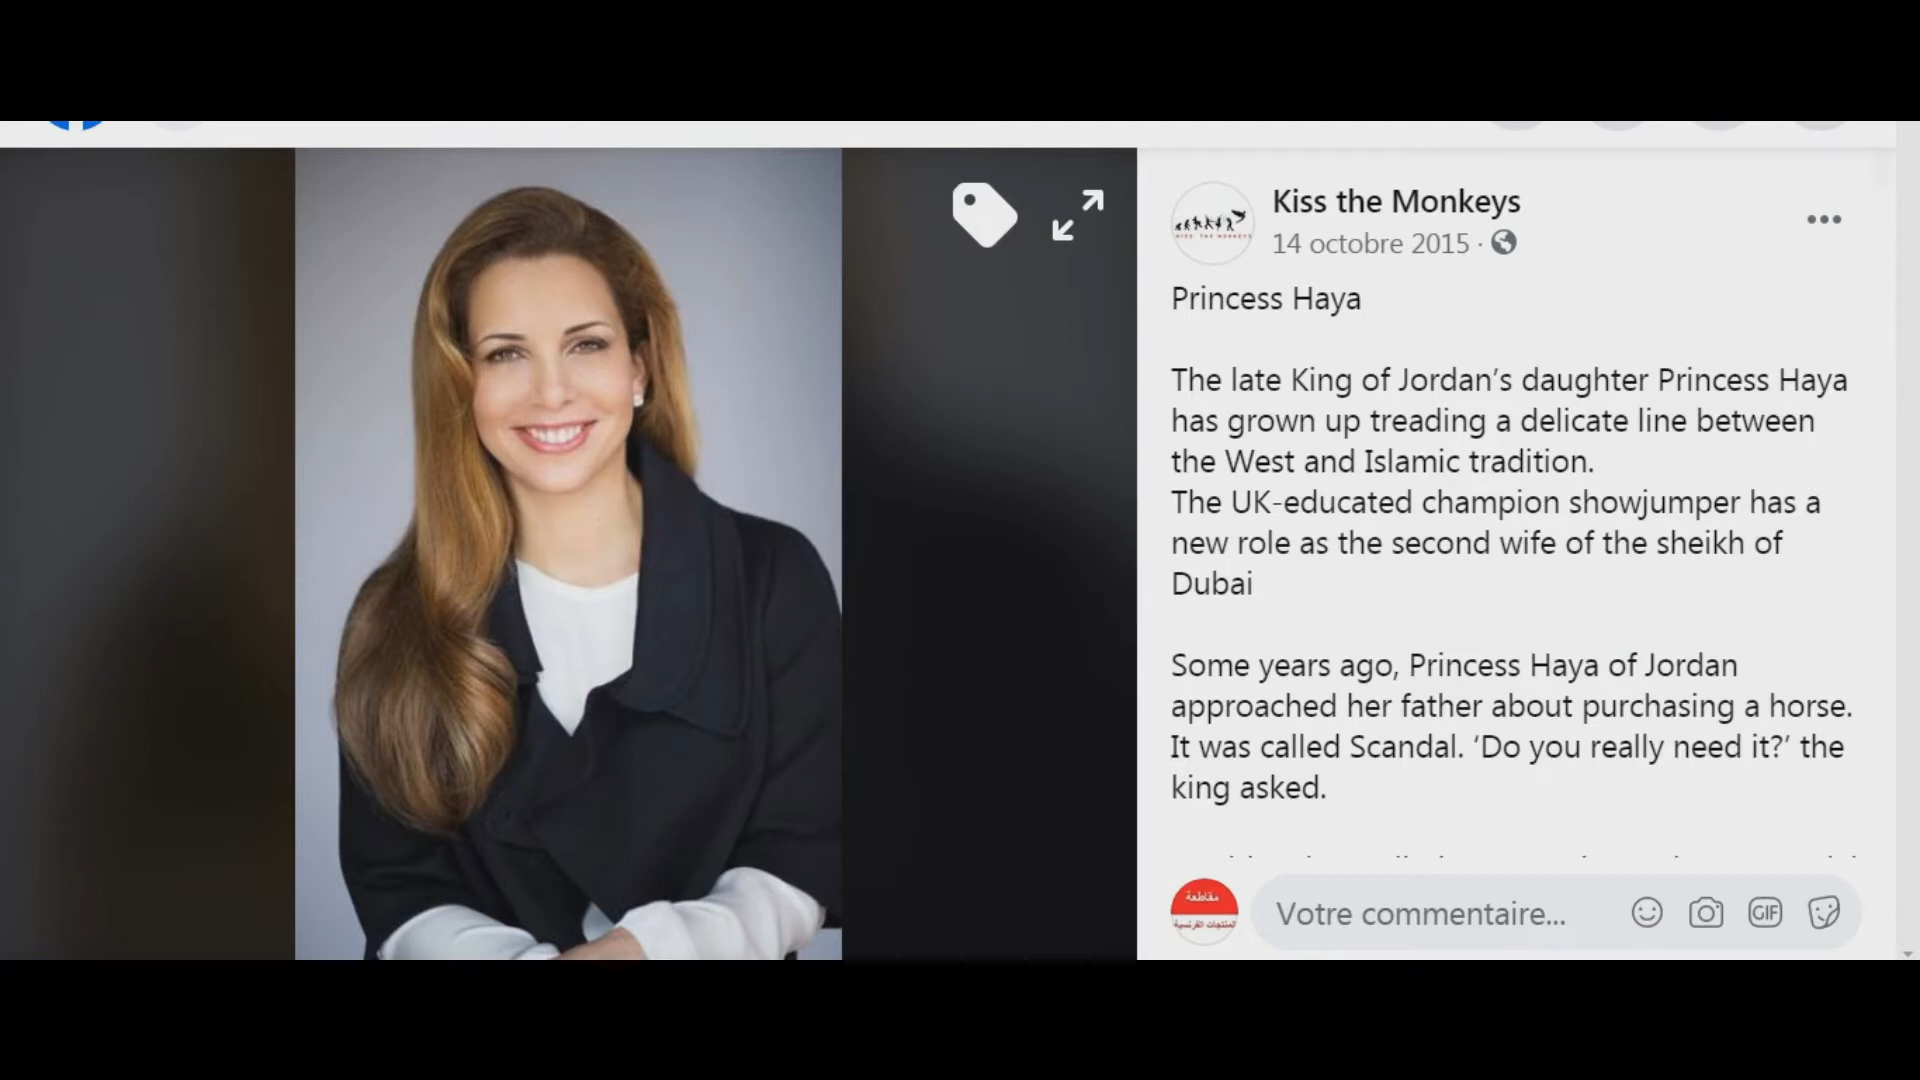 Kiss the Monkeys
14 octobre 2015 ·
Princess Haya
The late King of Jordan’s daughter Princess Haya
has grown up treading a delicate line between
the West and Islamic tradition.
The UK-educated champion showjumper has a
new role as the second wife of the sheikh of
Dubai
Some years ago, Princess Haya of Jordan
approached her father about purchasing a horse.
It was called Scandal. ‘Do you really need it?’ the
king asked.
مقاطعة
المنتجات الفرنسية
Votre commentaire...
GIF